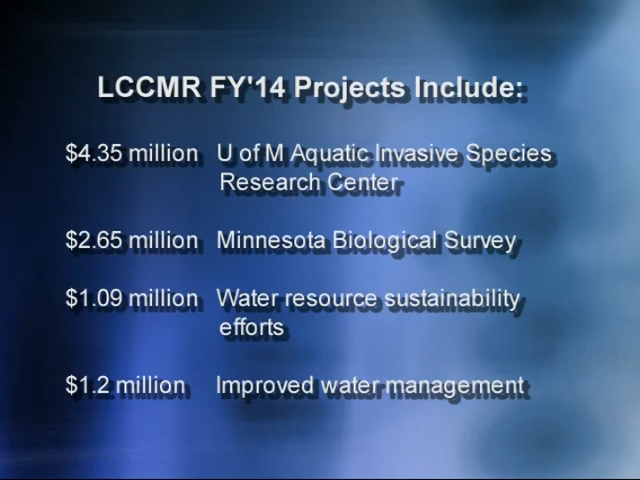 LCCMR FY'14 Projects Include:
$4.35 million U of M Aquatic Invasive Species
Research Center
$2.65 million Minnesota Biological Survey
$1.09 million Water resource sustainability
efforts
$1.2 million Improved water management